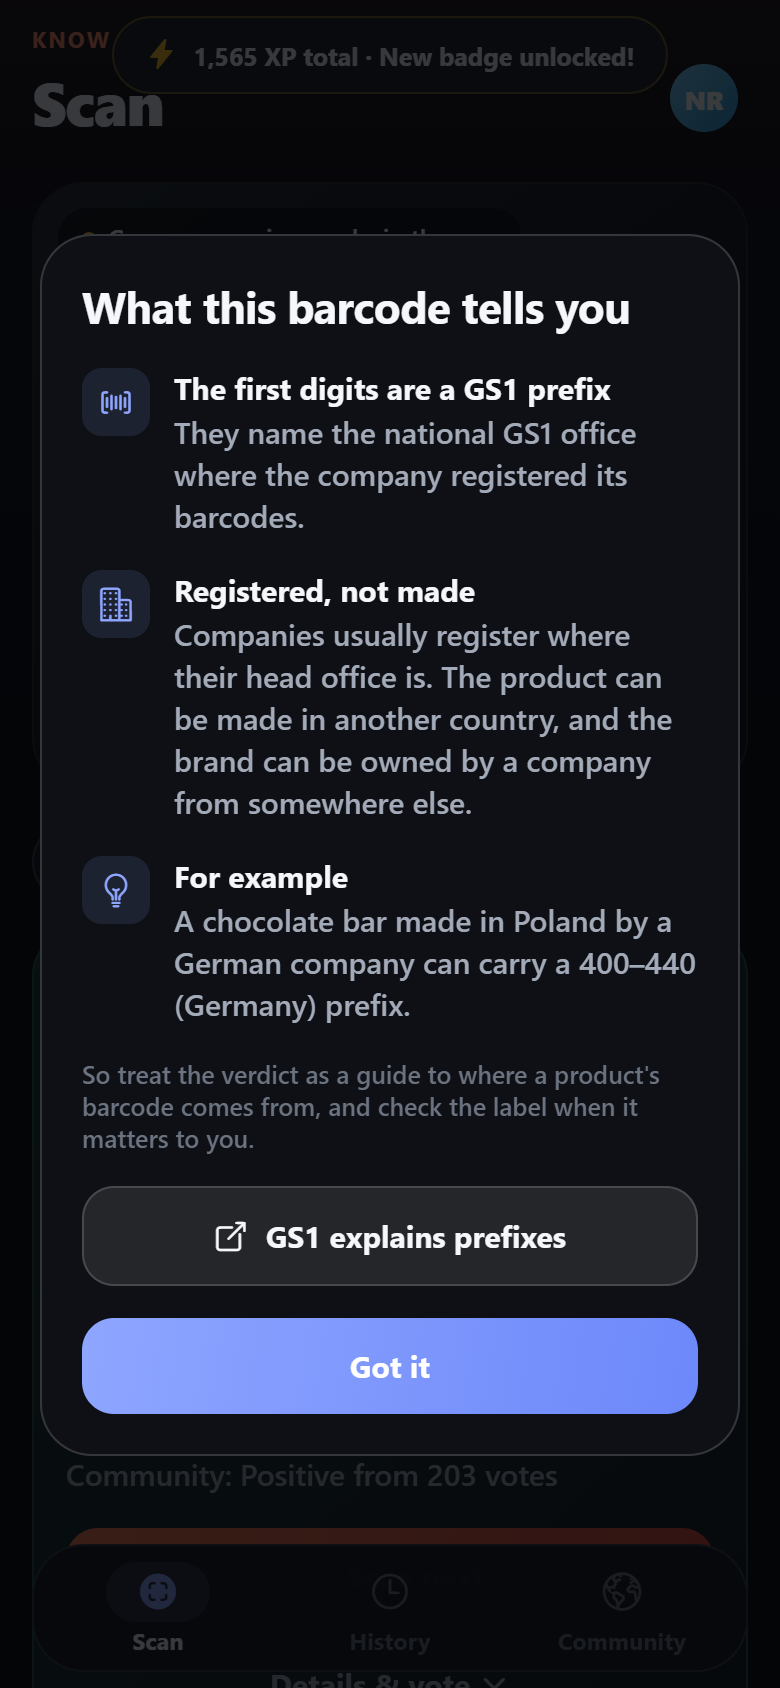 KNOW
1,565 XP total · New badge unlocked!
Scan
NR
What this barcode tells you
The first digits are a GS1 prefix
They name the national GS1 office
where the company registered its
barcodes.
Registered, not made
Companies usually register where
their head office is. The product can
be made in another country, and the
brand can be owned by a company
from somewhere else.
For example
A chocolate bar made in Poland by a
German company can carry a 400–440
(Germany) prefix.
So treat the verdict as a guide to where a product's
barcode comes from, and check the label when it
matters to you.
GS1 explains prefixes
Got it
Community: Positive from 203 votes
Scan
History
Community
Details & vote